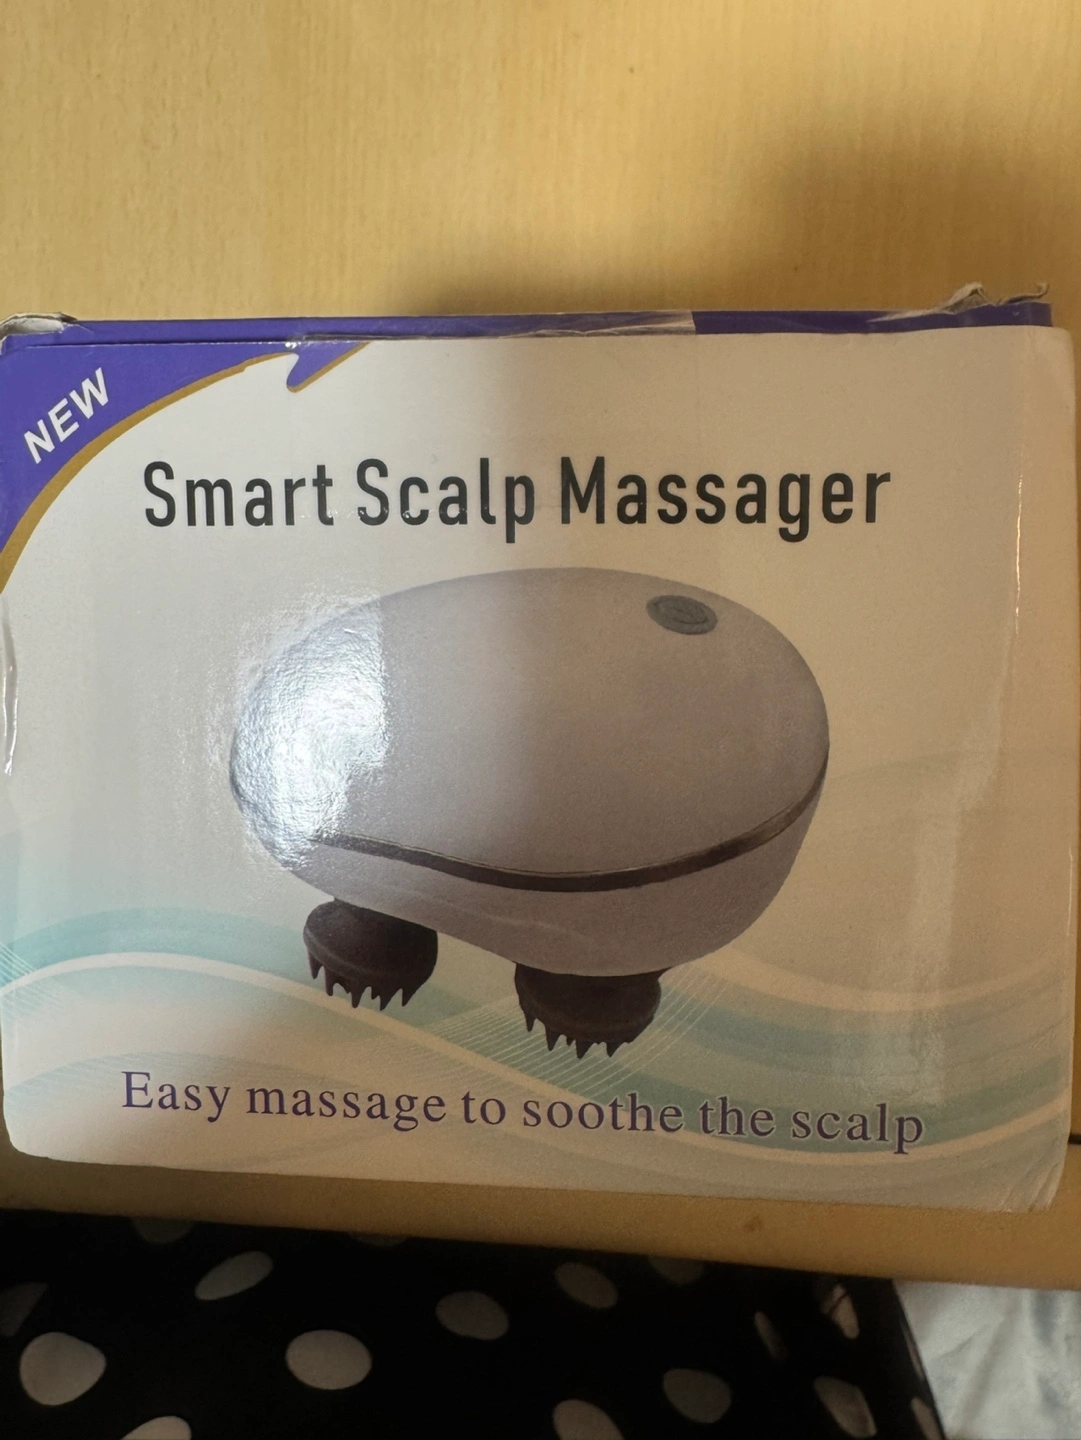 NEW
Smart Scalp Massager
Easy massage to soothe the scalp